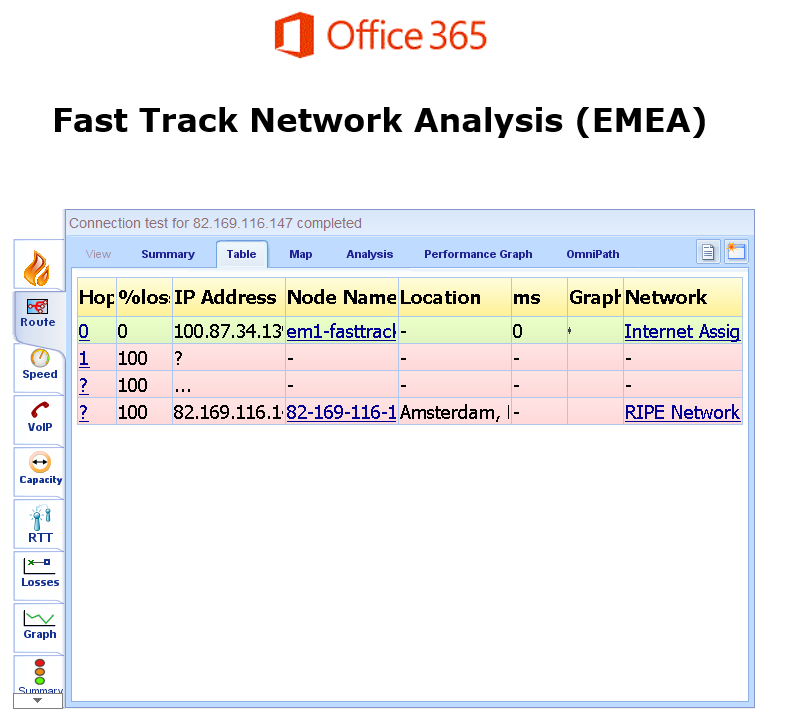 Office 365
Fast Track Network Analysis (EMEA)
Connection test for 82.169.116.147 completed
View Summary Table Map Analysis Performance Graph OmniPath
Route
Speed
VoIP
Capacity
RTT
Losses
Graph
Summary
Hop %loss IP Address Node Name Location ms Graph Network
0 0 100.87.34.13 em1-fasttrack - 0 Internet Assig
1 100 ? - - - -
? 100 ... - - - -
? 100 82.169.116.1 82-169-116-1 Amsterdam, - RIPE Network